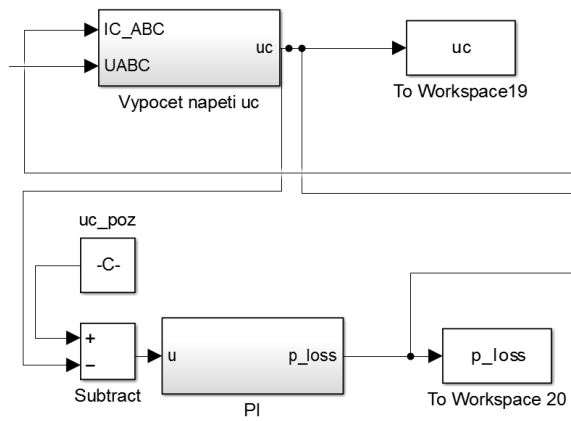 IC_ABC
UABC
uc
Vypocet napeti uc
uc
To Workspace19
uc_poz
-C-
+
−
Subtract
u
p_loss
PI
p_loss
To Workspace 20